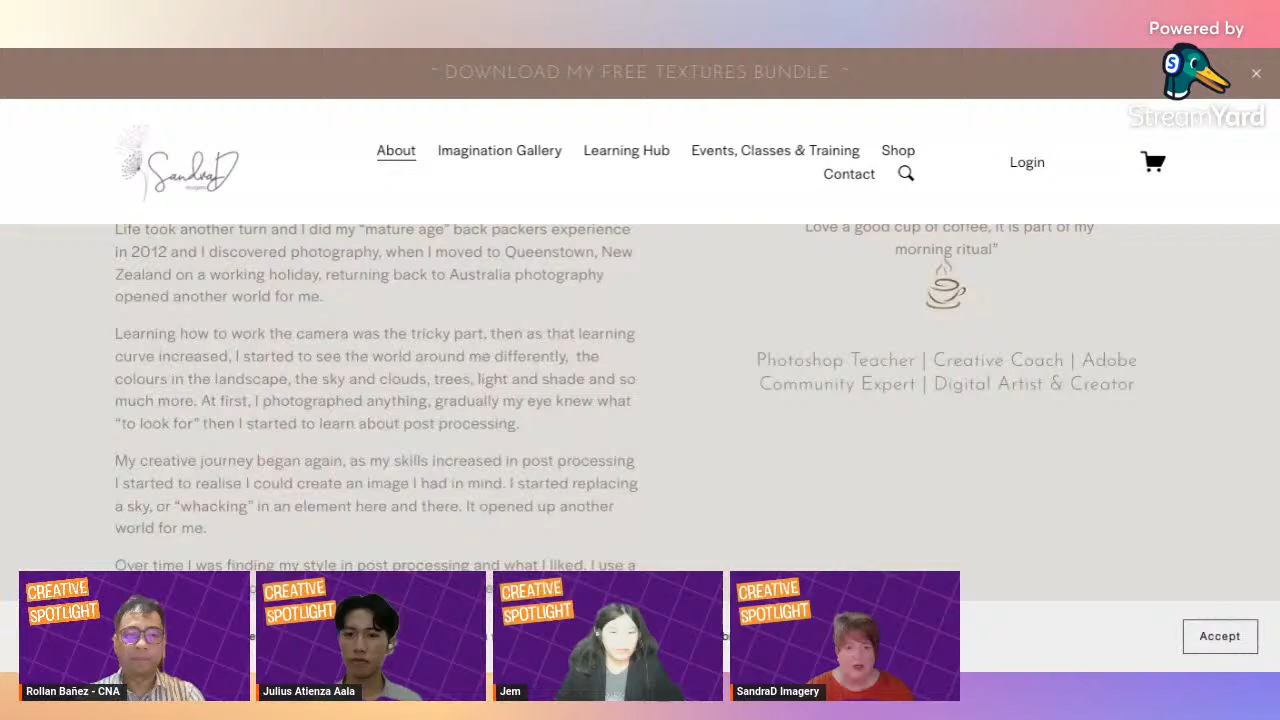 Powered by
StreamYard
~ DOWNLOAD MY FREE TEXTURES BUNDLE ~
SandraD
About Imagination Gallery Learning Hub Events, Classes & Training Shop
Contact
Login
Life took another turn and I did my “mature age” back packers experience
in 2012 and I discovered photography, when I moved to Queenstown, New
Zealand on a working holiday, returning back to Australia photography
opened another world for me.
Learning how to work the camera was the tricky part, then as that learning
curve increased, I started to see the world around me differently, the
colours in the landscape, the sky and clouds, trees, light and shade and so
much more. At first, I photographed anything, gradually my eye knew what
“to look for” then I started to learn about post processing.
My creative journey began again, as my skills increased in post processing
I started to realise I could create an image I had in mind. I started replacing
a sky, or “whacking” in an element here and there. It opened up another
world for me.
Over time I was finding my style in post processing and what I liked. I use a
Love a good cup of coffee, it is part of my
morning ritual”
Photoshop Teacher | Creative Coach | Adobe
Community Expert | Digital Artist & Creator
Accept
CREATIVE
SPOTLIGHT
Rollan Bañez - CNA
CREATIVE
SPOTLIGHT
Julius Atienza Aala
CREATIVE
SPOTLIGHT
Jem
CREATIVE
SPOTLIGHT
SandraD Imagery